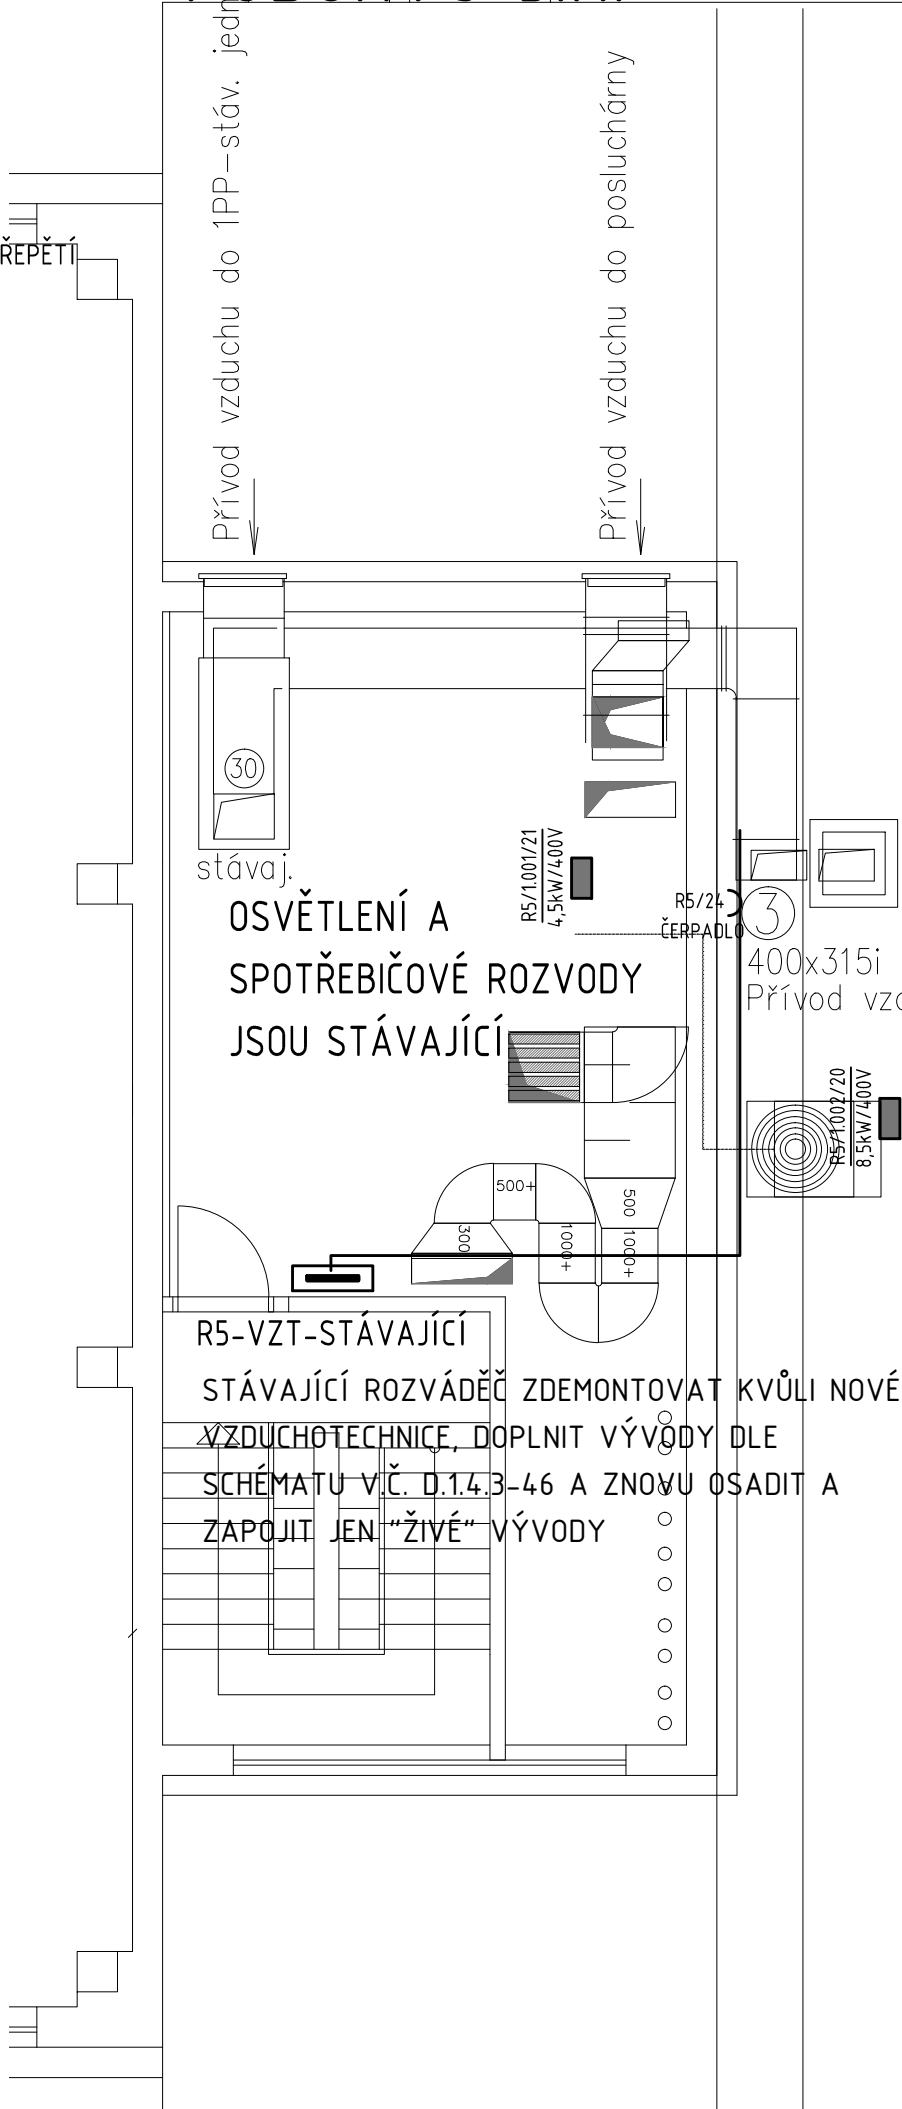 Přívod vzduchu do 1PP-stáv.
Přívod vzduchu do posluchárny
ŘEPĚTÍ
30
stávaj.
R5/1.001/21
4,5kW/400V
OSVĚTLENÍ A
SPOTŘEBIČOVÉ ROZVODY
JSOU STÁVAJÍCÍ
R5/24
ČERPADLO
3
400x315i
Přívod
R5/1.002/20
8,5kW/400V
500+
300
1000+
500
1000+
R5-VZT-STÁVAJÍCÍ
STÁVAJÍCÍ ROZVÁDĚČ ZDEMONTOVAT KVŮLI NOVÉ
VZDUCHOTECHNICE, DOPLNIT VÝVODY DLE
SCHÉMATU V.Č. D.1.4.3-46 A ZNOVU OSADIT A
ZAPOJIT JEN "ŽIVÉ" VÝVODY